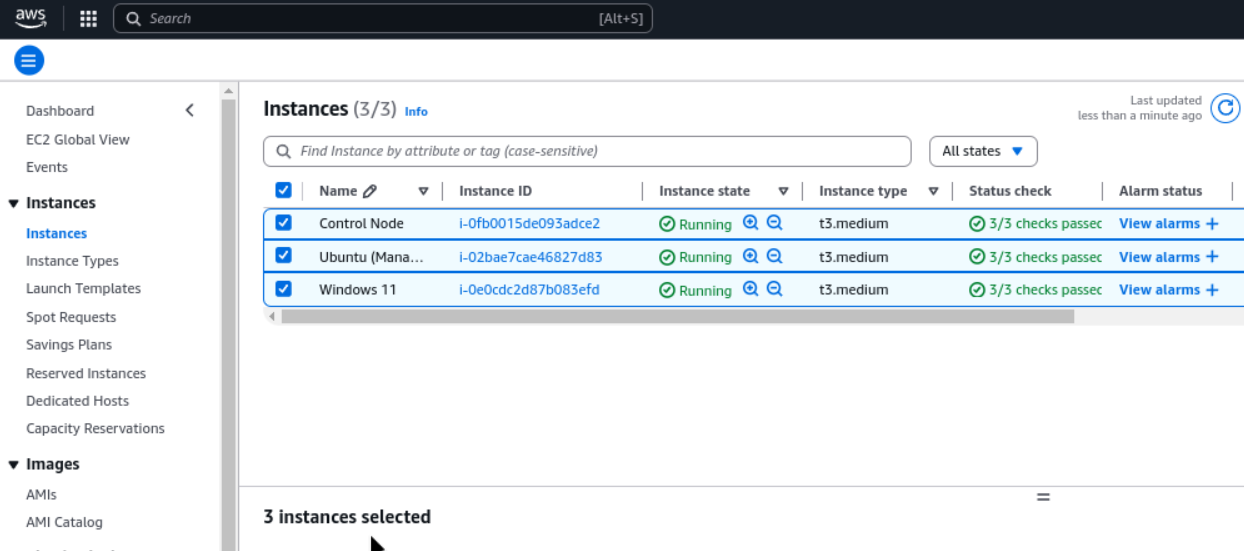 aws
Search [Alt+S]
Dashboard
EC2 Global View
Events
Instances
Instances
Instance Types
Launch Templates
Spot Requests
Savings Plans
Reserved Instances
Dedicated Hosts
Capacity Reservations
Images
AMIs
AMI Catalog
Instances (3/3) Info
Last updated
less than a minute ago
Find Instance by attribute or tag (case-sensitive)
All states
Name Instance ID Instance state Instance type Status check Alarm status
Control Node i-0fb0015de093adce2 Running t3.medium 3/3 checks passec View alarms +
Ubuntu (Mana... i-02bae7cae46827d83 Running t3.medium 3/3 checks passec View alarms +
Windows 11 i-0e0cdc2d87b083efd Running t3.medium 3/3 checks passec View alarms +
3 instances selected